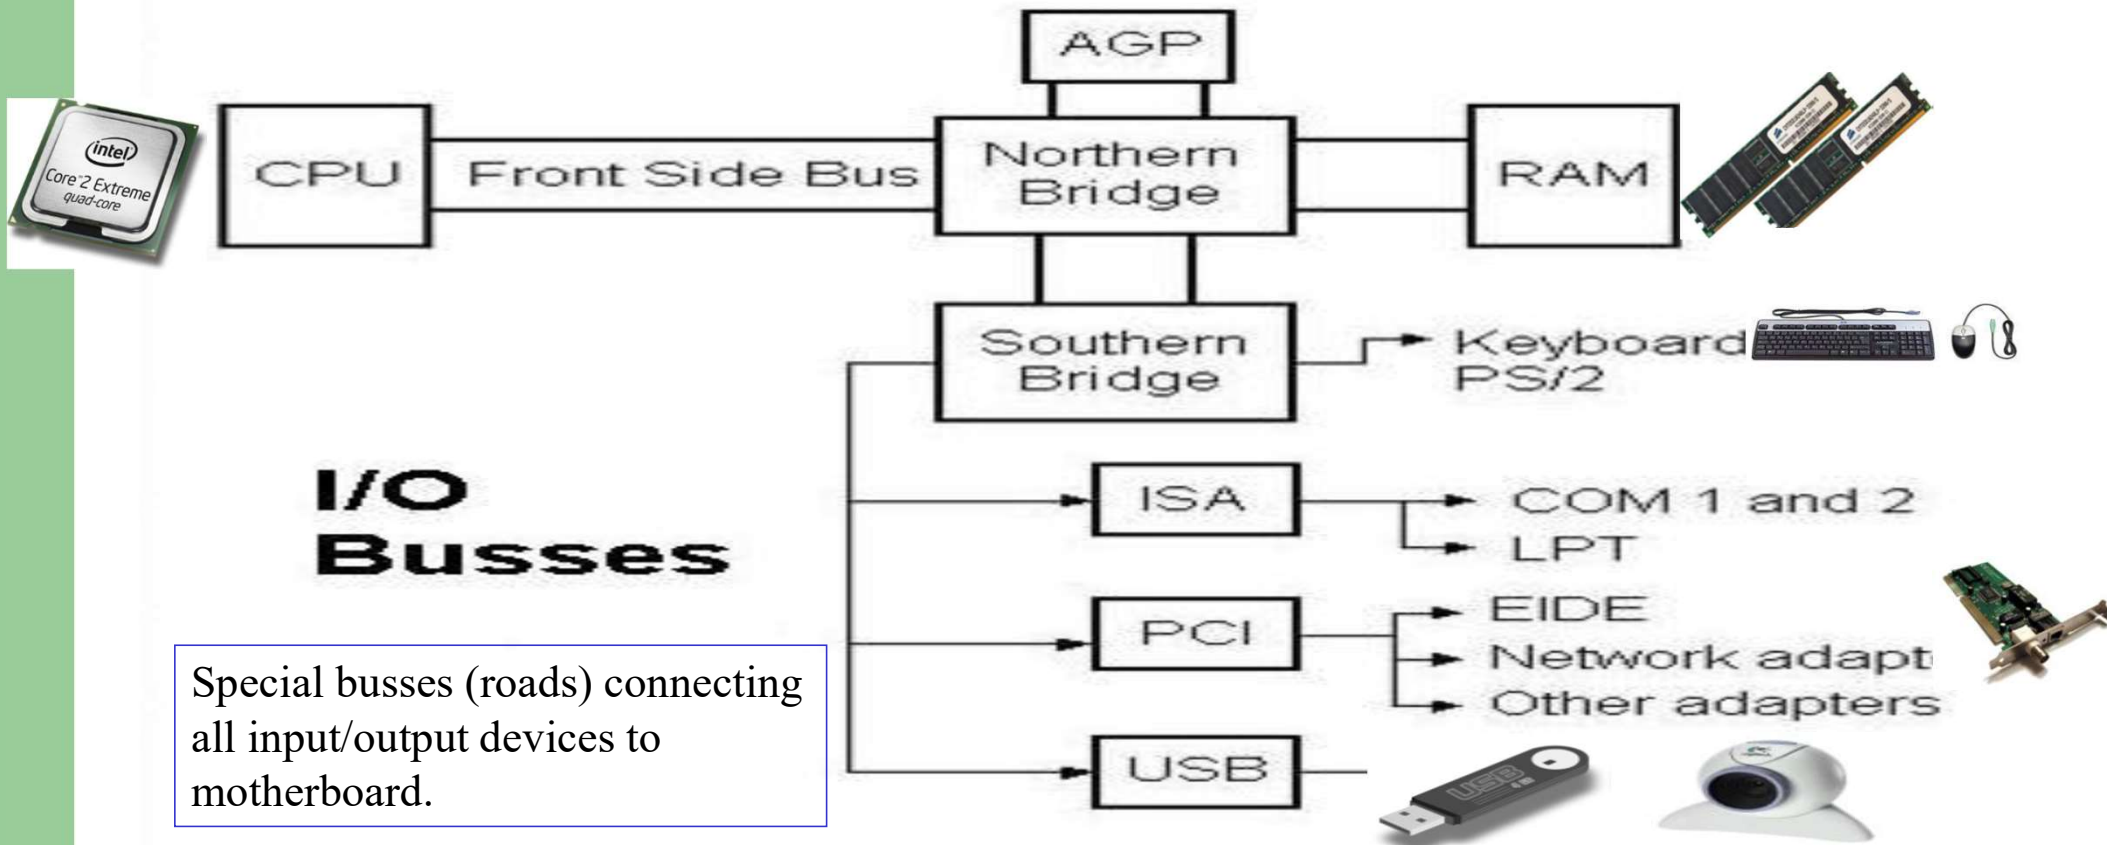 AGP
intel
Core™2 Extreme
quad-core
CPU
Front Side Bus
Northern
Bridge
RAM
Southern
Bridge
Keyboard
PS/2
I/O
Busses
ISA
COM 1 and 2
LPT
PCI
EIDE
Network adapt
Other adapters
USB
USB
Special busses (roads) connecting
all input/output devices to
motherboard.